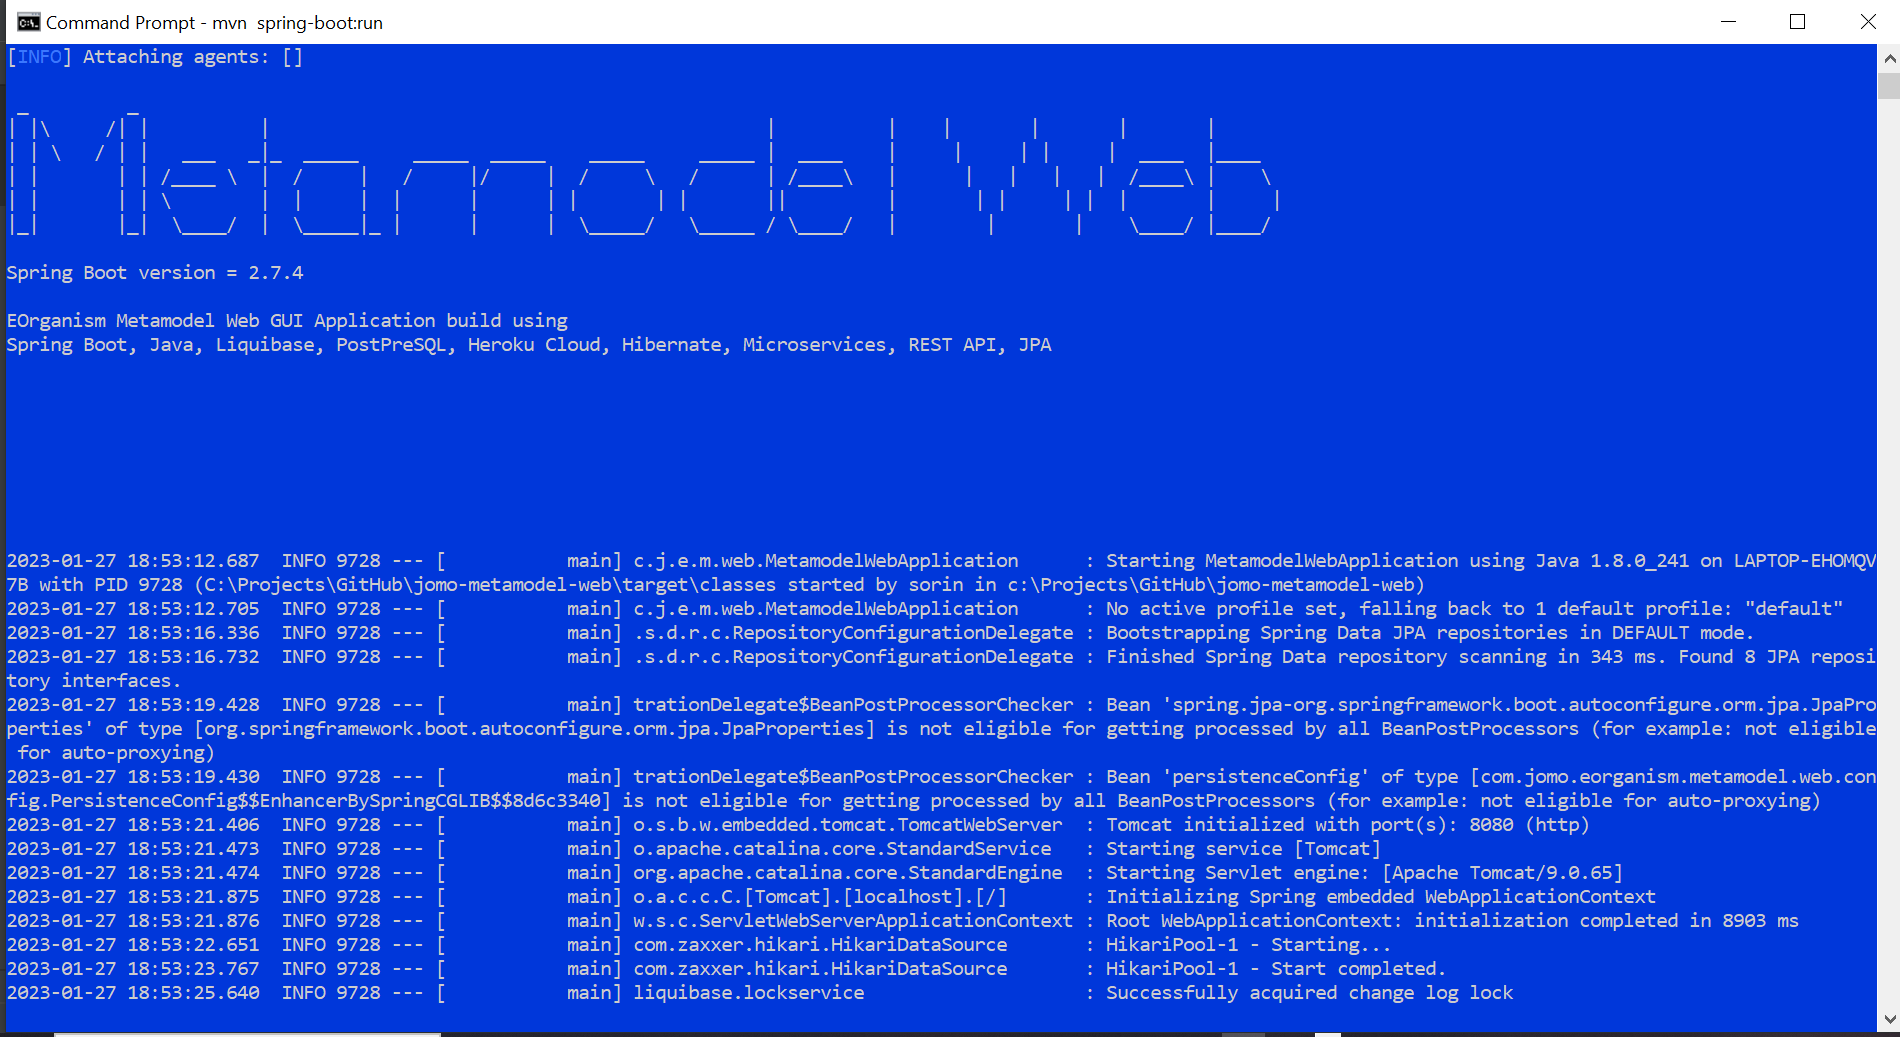 Command Prompt - mvn  spring-boot:run
[INFO] Attaching agents: []
Metamodel Web
Spring Boot version = 2.7.4
EOrganism Metamodel Web GUI Application build using
Spring Boot, Java, Liquibase, PostPreSQL, Heroku Cloud, Hibernate, Microservices, REST API, JPA
2023-01-27 18:53:12.687  INFO 9728 --- [           main] c.j.e.m.web.MetamodelWebApplication      : Starting MetamodelWebApplication using Java 1.8.0_241 on LAPTOP-EHOMQV
7B with PID 9728 (C:\Projects\GitHub\jomo-metamodel-web\target\classes started by sorin in c:\Projects\GitHub\jomo-metamodel-web)
2023-01-27 18:53:12.705  INFO 9728 --- [           main] c.j.e.m.web.MetamodelWebApplication      : No active profile set, falling back to 1 default profile: "default"
2023-01-27 18:53:16.336  INFO 9728 --- [           main] .s.d.r.c.RepositoryConfigurationDelegate : Bootstrapping Spring Data JPA repositories in DEFAULT mode.
2023-01-27 18:53:16.732  INFO 9728 --- [           main] .s.d.r.c.RepositoryConfigurationDelegate : Finished Spring Data repository scanning in 343 ms. Found 8 JPA reposi
tory interfaces.
2023-01-27 18:53:19.428  INFO 9728 --- [           main] trationDelegate$BeanPostProcessorChecker : Bean 'spring.jpa-org.springframework.boot.autoconfigure.orm.jpa.JpaPro
perties' of type [org.springframework.boot.autoconfigure.orm.jpa.JpaProperties] is not eligible for getting processed by all BeanPostProcessors (for example: not eligible
 for auto-proxying)
2023-01-27 18:53:19.430  INFO 9728 --- [           main] trationDelegate$BeanPostProcessorChecker : Bean 'persistenceConfig' of type [com.jomo.eorganism.metamodel.web.con
fig.PersistenceConfig$$EnhancerBySpringCGLIB$$8d6c3340] is not eligible for getting processed by all BeanPostProcessors (for example: not eligible for auto-proxying)
2023-01-27 18:53:21.406  INFO 9728 --- [           main] o.s.b.w.embedded.tomcat.TomcatWebServer  : Tomcat initialized with port(s): 8080 (http)
2023-01-27 18:53:21.473  INFO 9728 --- [           main] o.apache.catalina.core.StandardService   : Starting service [Tomcat]
2023-01-27 18:53:21.474  INFO 9728 --- [           main] org.apache.catalina.core.StandardEngine  : Starting Servlet engine: [Apache Tomcat/9.0.65]
2023-01-27 18:53:21.875  INFO 9728 --- [           main] o.a.c.c.C.[Tomcat].[localhost].[/]       : Initializing Spring embedded WebApplicationContext
2023-01-27 18:53:21.876  INFO 9728 --- [           main] w.s.c.ServletWebServerApplicationContext : Root WebApplicationContext: initialization completed in 8903 ms
2023-01-27 18:53:22.651  INFO 9728 --- [           main] com.zaxxer.hikari.HikariDataSource       : HikariPool-1 - Starting...
2023-01-27 18:53:23.767  INFO 9728 --- [           main] com.zaxxer.hikari.HikariDataSource       : HikariPool-1 - Start completed.
2023-01-27 18:53:25.640  INFO 9728 --- [           main] liquibase.lockservice                    : Successfully acquired change log lock